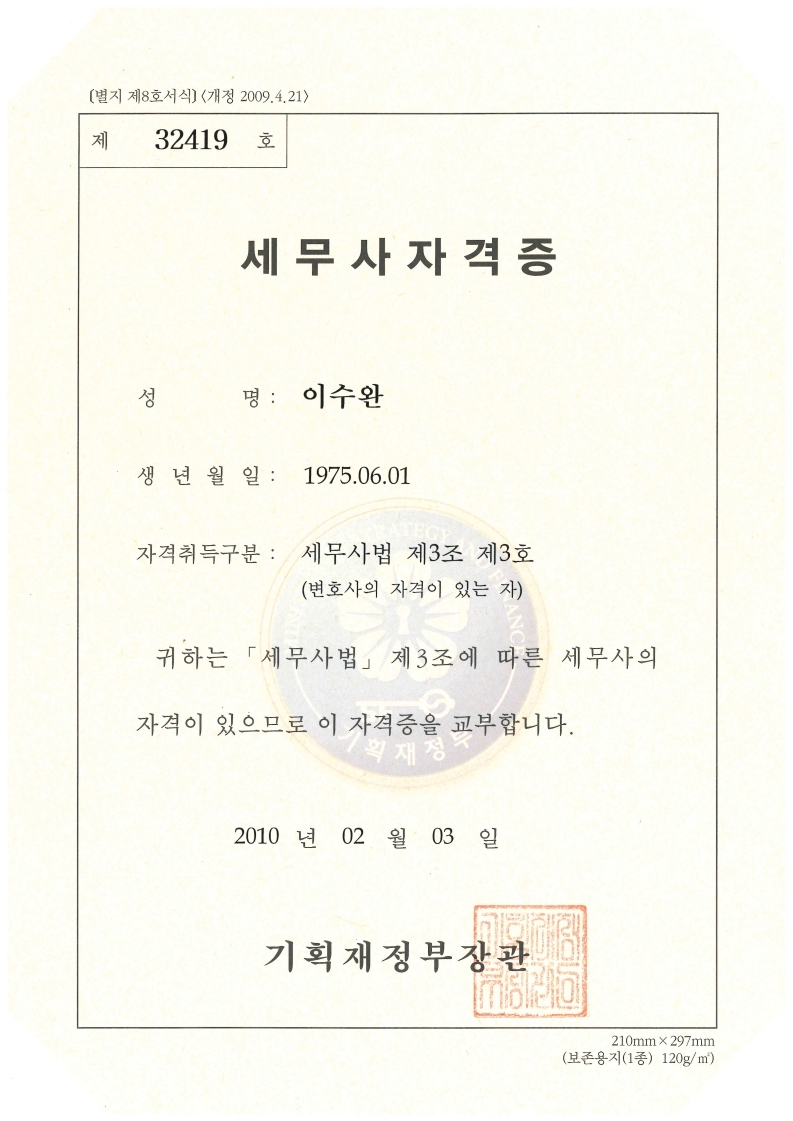 (별지 제8호서식) <개정 2009.4.21>
제 32419 호
세무사자격증
성 명 : 이수완
생년월일 : 1975.06.01
자격취득구분 : 세무사법 제3조 제3호
(변호사의 자격이 있는 자)
귀하는 「세무사법」 제3조에 따른 세무사의
자격이 있으므로 이 자격증을 교부합니다.
기획재정부
2010 년 02 월 03 일
기획재정부장관
210mm×297mm
(보존용지(1종) 120g/㎡)